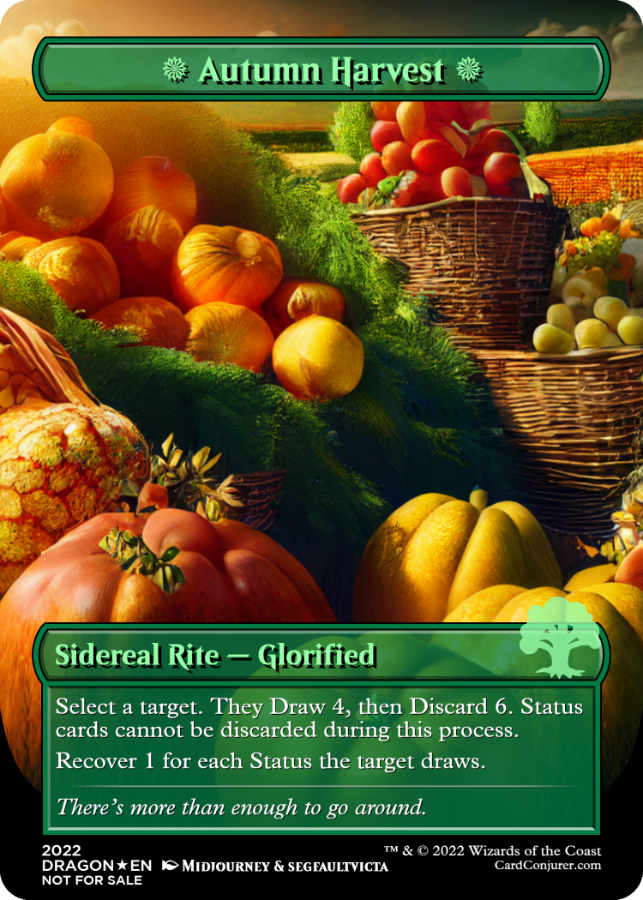 Autumn Harvest
Sidereal Rite — Glorified
Select a target. They Draw 4, then Discard 6. Status
cards cannot be discarded during this process.
Recover 1 for each Status the target draws.
There's more than enough to go around.
2022
DRAGON★EN Midjourney & segfaultvicta
NOT FOR SALE
™ & © 2022 Wizards of the Coast
CardConjurer.com